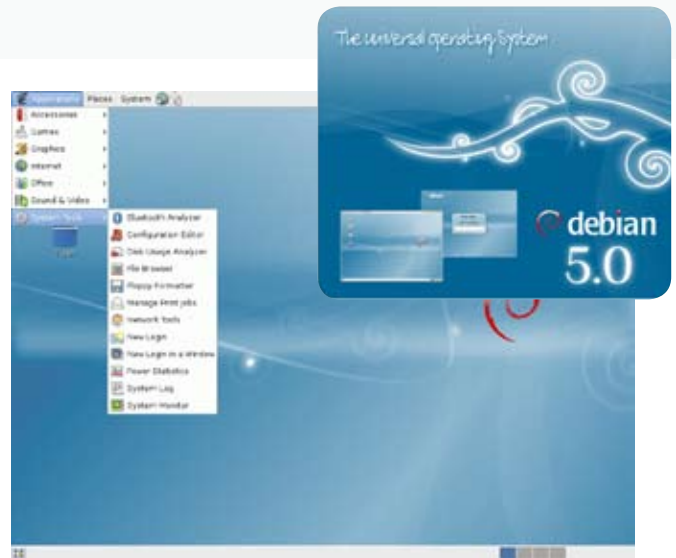 The universal operating System
debian
5.0
Applications Places System
Accessories
Games
Graphics
Internet
Office
Sound & Video
System Tools
Bluetooth Analyzer
Configuration Editor
Disk Usage Analyzer
File Browser
Floppy Formatter
Manage Print Jobs
Network Tools
New Login
New Login in a Window
Power Statistics
System Log
System Monitor